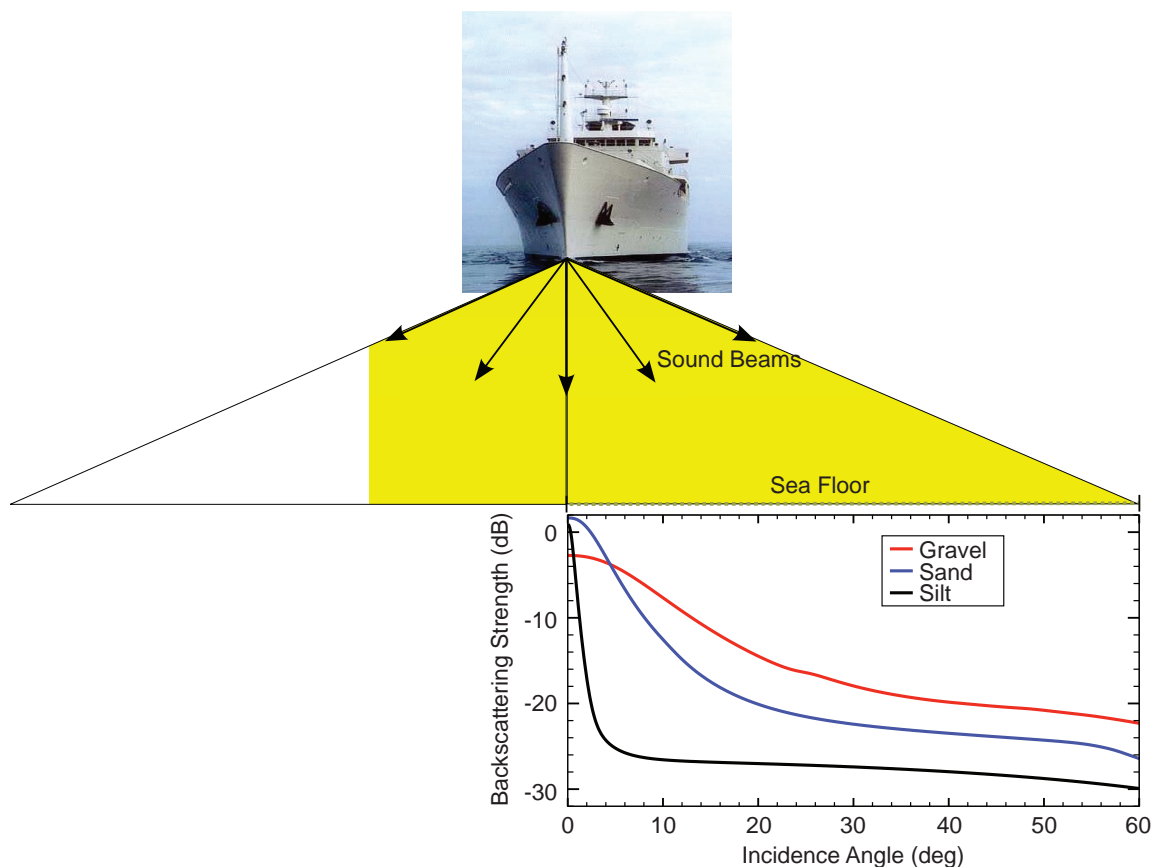 Sound Beams
Sea Floor
Backscattering Strength (dB)
0
-10
-20
-30
Gravel
Sand
Silt
0 10 20 30 40 50 60
Incidence Angle (deg)